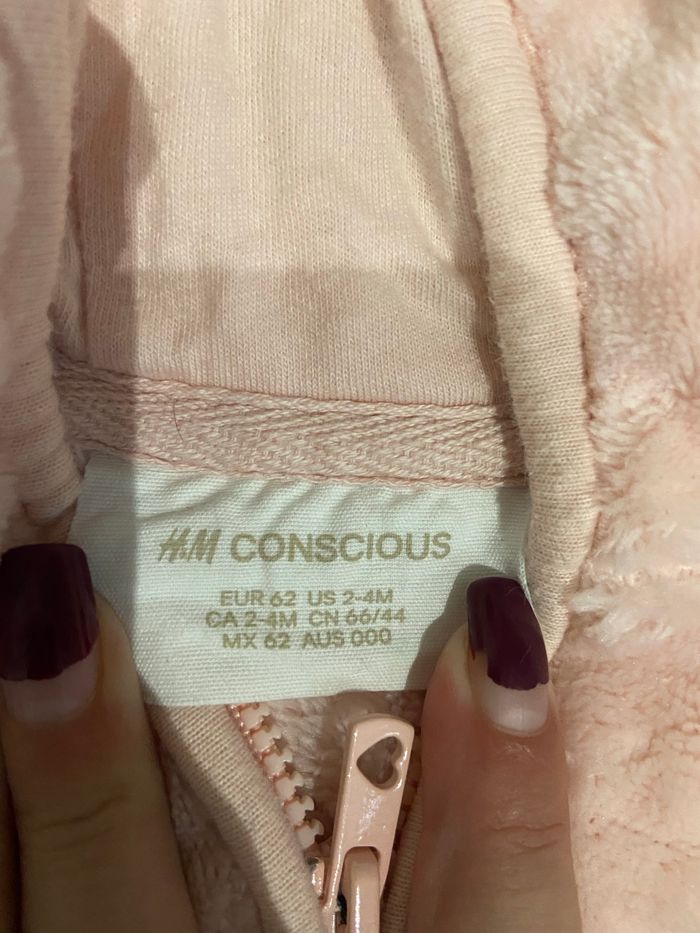 H&M CONSCIOUS
EUR 62 US 2-4M
CA 2-4M CN 66/44
MX 62 AUS 000